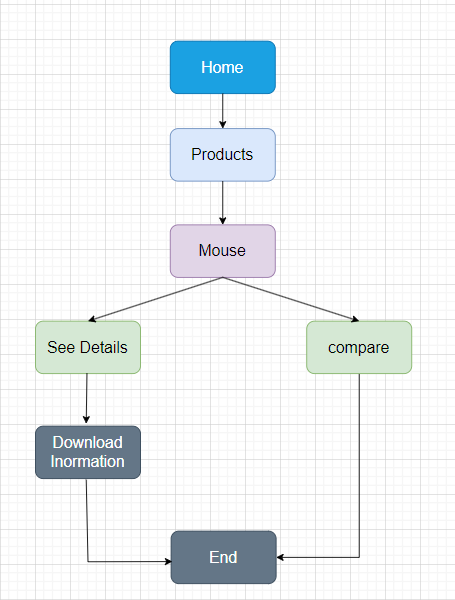 Home
Products
Mouse
See Details
compare
Download
Inormation
End